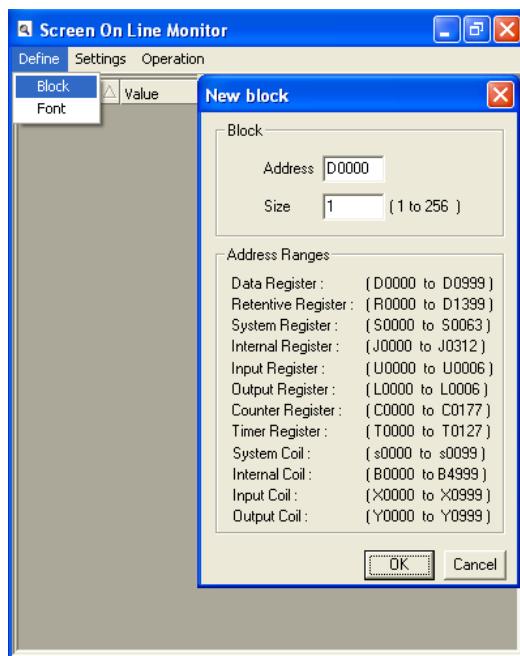 Screen On Line Monitor
Define Settings Operation
Block
Font
Value
New block
Block
Address D0000
Size 1 ( 1 to 256 )
Address Ranges
Data Register : ( D0000 to D0999 )
Retentive Register : ( R0000 to D1399 )
System Register : ( S0000 to S0063 )
Internal Register : ( J0000 to J0312 )
Input Register : ( U0000 to U0006 )
Output Register : ( L0000 to L0006 )
Counter Register : ( C0000 to C0177 )
Timer Register : ( T0000 to T0127 )
System Coil : ( s0000 to s0099 )
Internal Coil : ( B0000 to B4999 )
Input Coil : ( X0000 to X0999 )
Output Coil : ( Y0000 to Y0999 )
OK Cancel